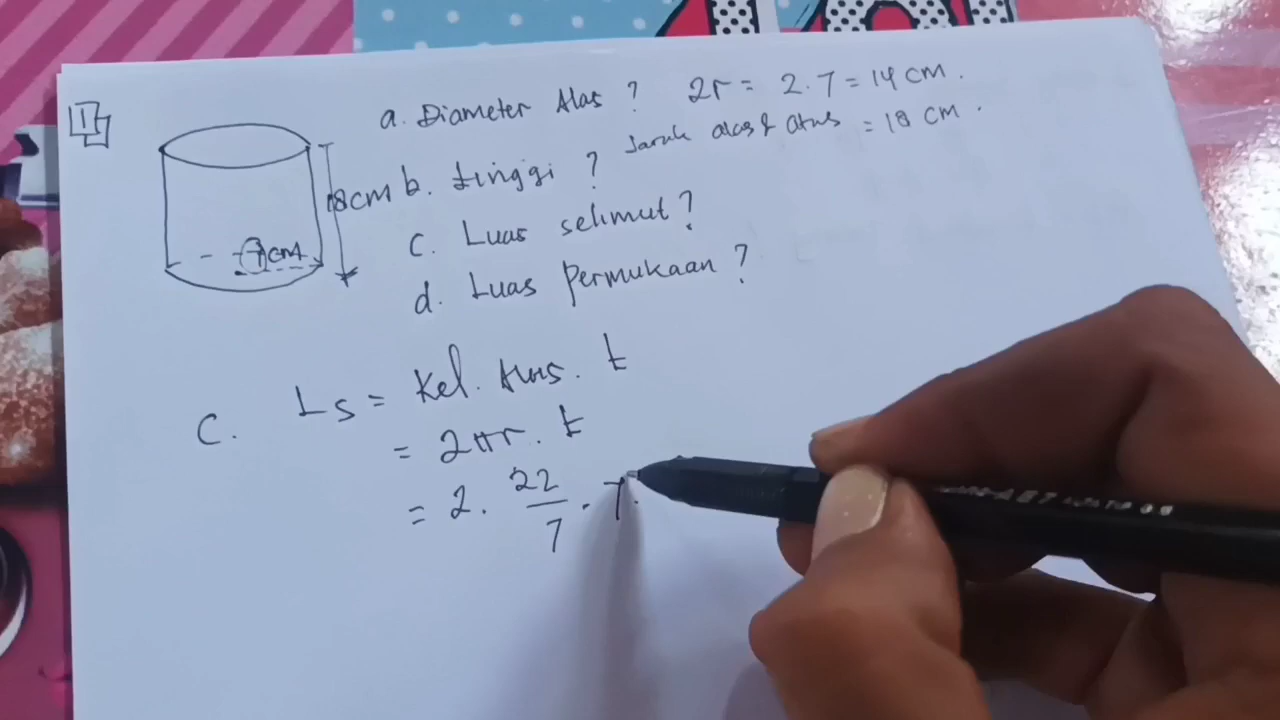 1
a. Diameter Alas ? 2r = 2.7 = 14 cm.
Jarak alas & atas = 18 cm.
18cm b. tinggi ?
7cm c. Luas selimut ?
d. Luas Permukaan ?
C. Ls = Kel. Alas. t
= 2πr. t
= 2. 22/7 . 7.